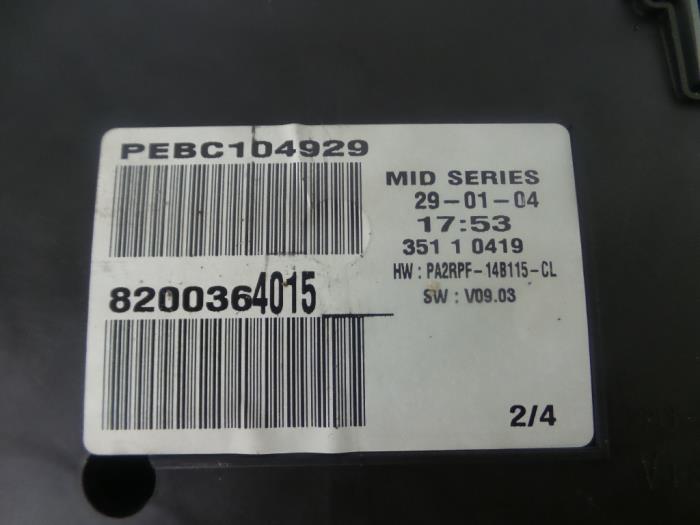 PEBC104929
8200364015
MID SERIES
29-01-04
17:53
351 1 0419
HW : PA2RPF-14B115-CL
SW : V09.03
2/4